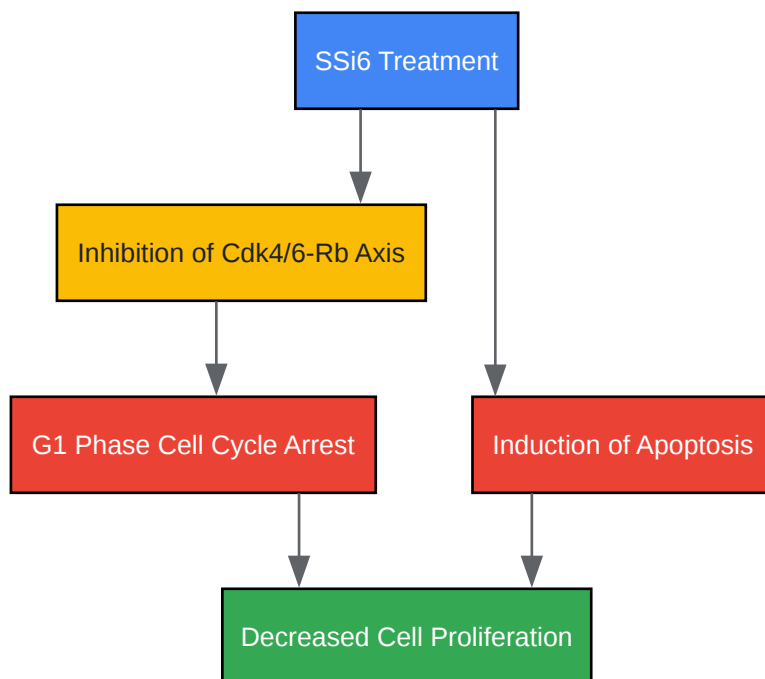 SSi6 Treatment
Inhibition of Cdk4/6-Rb Axis
G1 Phase Cell Cycle Arrest
Induction of Apoptosis
Decreased Cell Proliferation